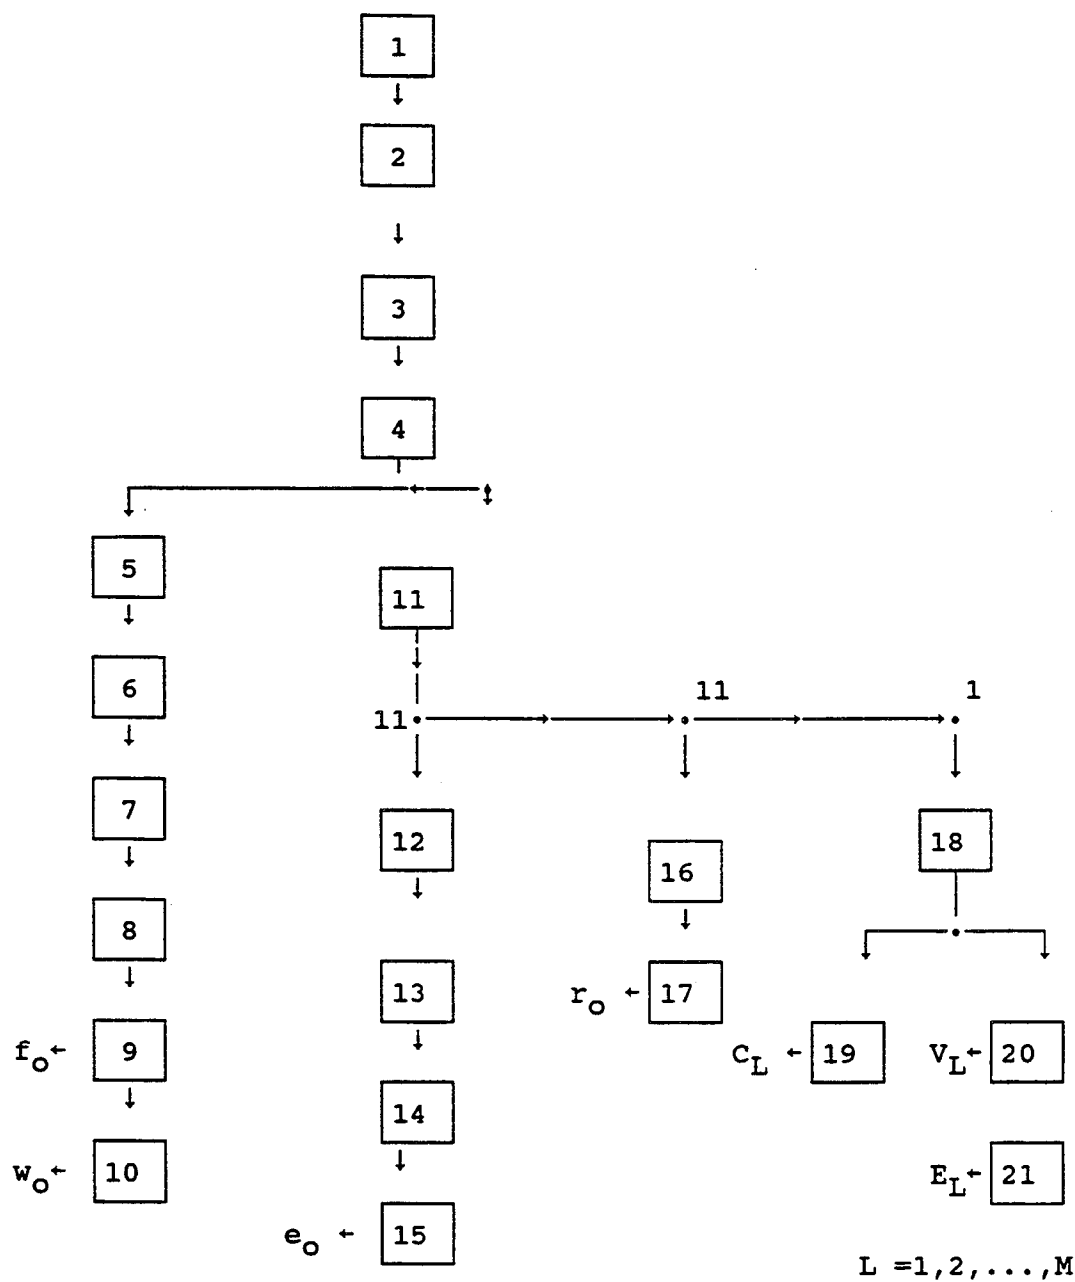 1
2
3
4
5
11
6
11
1
11
7
12
18
16
8
13
r_o ← 17
f_o ← 9
C_L ← 19
V_L ← 20
14
w_o ← 10
E_L ← 21
e_o ← 15
L =1,2,...,M